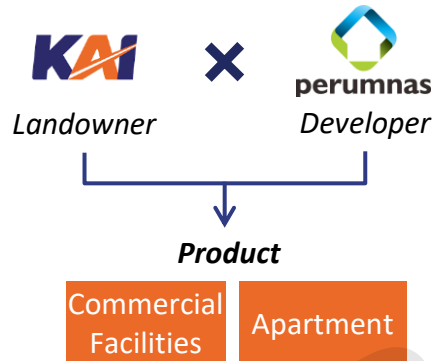 KAI
perumnas
Landowner
Developer
Product
Commercial
Facilities
Apartment